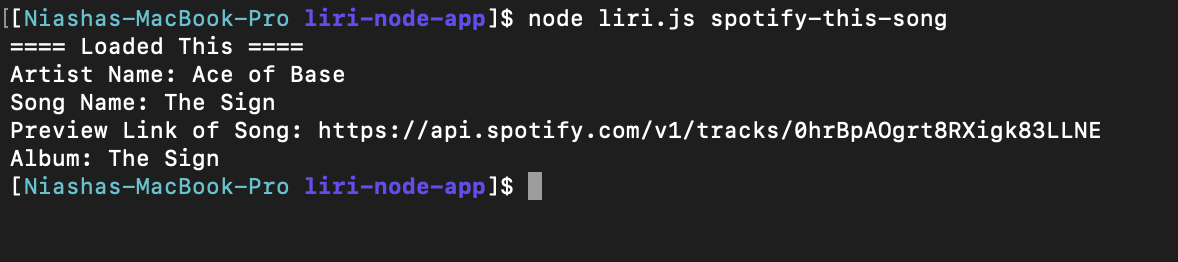 [[Niashas-MacBook-Pro liri-node-app]$ node liri.js spotify-this-song
==== Loaded This ====
Artist Name: Ace of Base
Song Name: The Sign
Preview Link of Song: https://api.spotify.com/v1/tracks/0hrBpAOgrt8RXigk83LLNE
Album: The Sign
[Niashas-MacBook-Pro liri-node-app]$